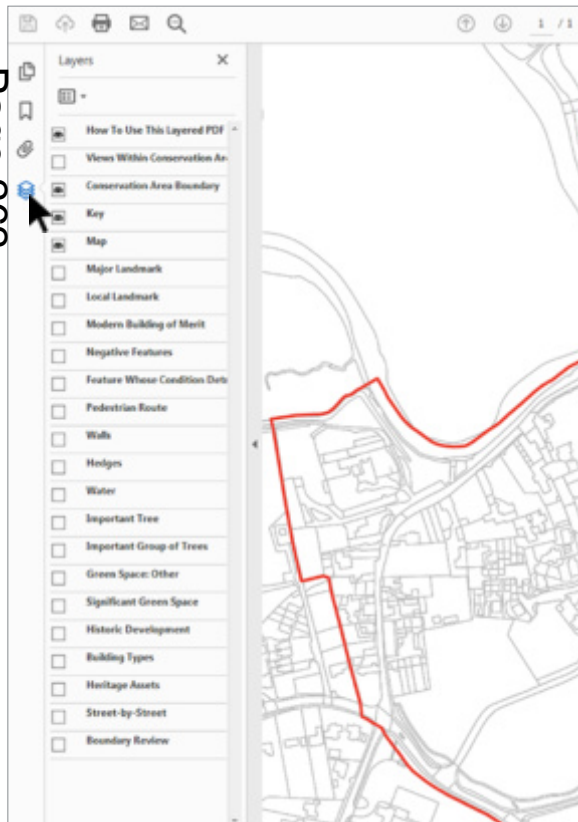 1 / 1
Layers
How To Use This Layered PDF
Views Within Conservation Ar
Conservation Area Boundary
Key
Map
Major Landmark
Local Landmark
Modern Building of Merit
Negative Features
Feature Whose Condition Detr
Pedestrian Route
Walls
Hedges
Water
Important Tree
Important Group of Trees
Green Space: Other
Significant Green Space
Historic Development
Building Types
Heritage Assets
Street-by-Street
Boundary Review